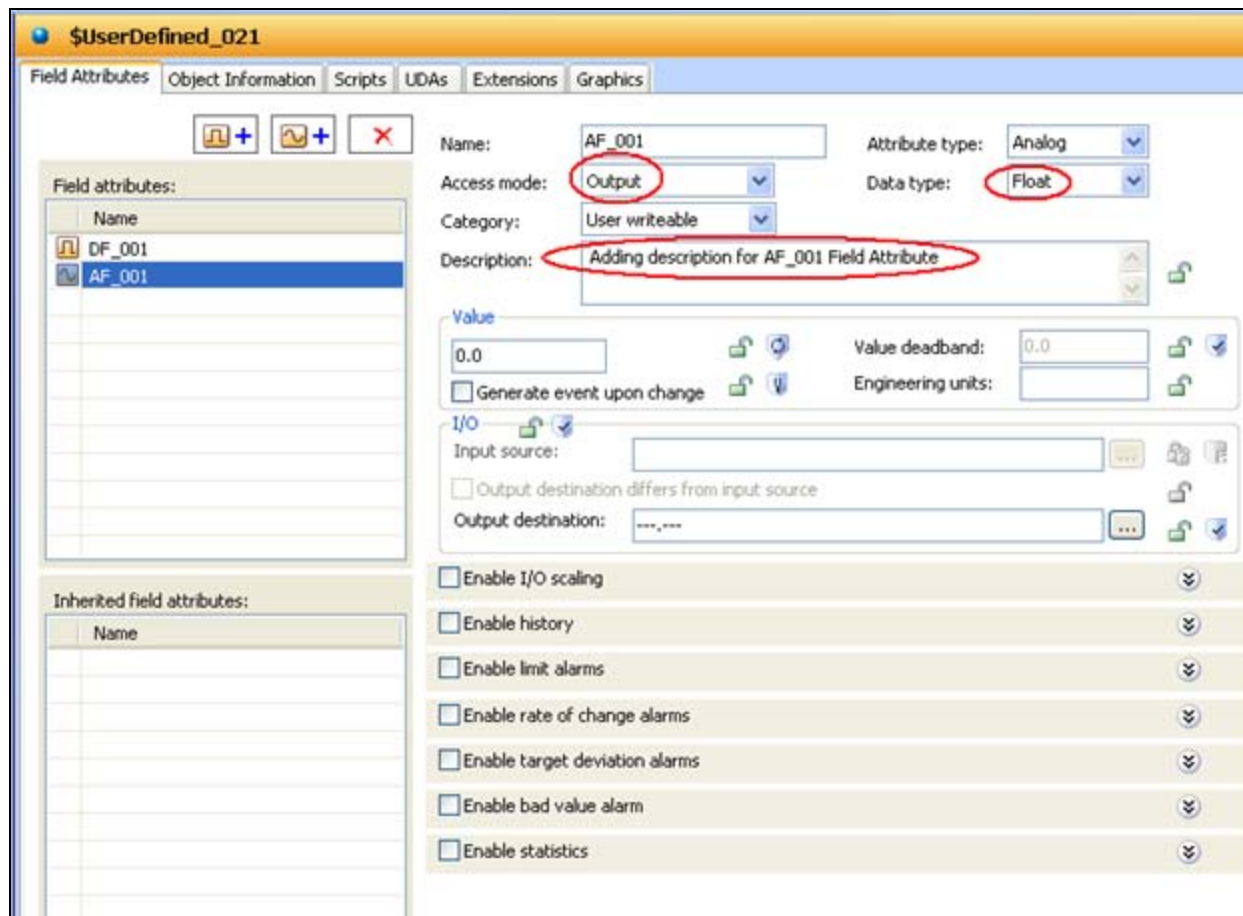 $UserDefined_021
Field Attributes Object Information Scripts UDAs Extensions Graphics
Name: AF_001 Attribute type: Analog
Field attributes:
Name
DF_001
AF_001
Access mode: Output Data type: Float
Category: User writeable
Description: Adding description for AF_001 Field Attribute
Value
0.0 Value deadband: 0.0
Generate event upon change Engineering units:
I/O
Input source: ...
Output destination differs from input source
Output destination: ---.--- ...
Enable I/O scaling
Inherited field attributes:
Name
Enable history
Enable limit alarms
Enable rate of change alarms
Enable target deviation alarms
Enable bad value alarm
Enable statistics